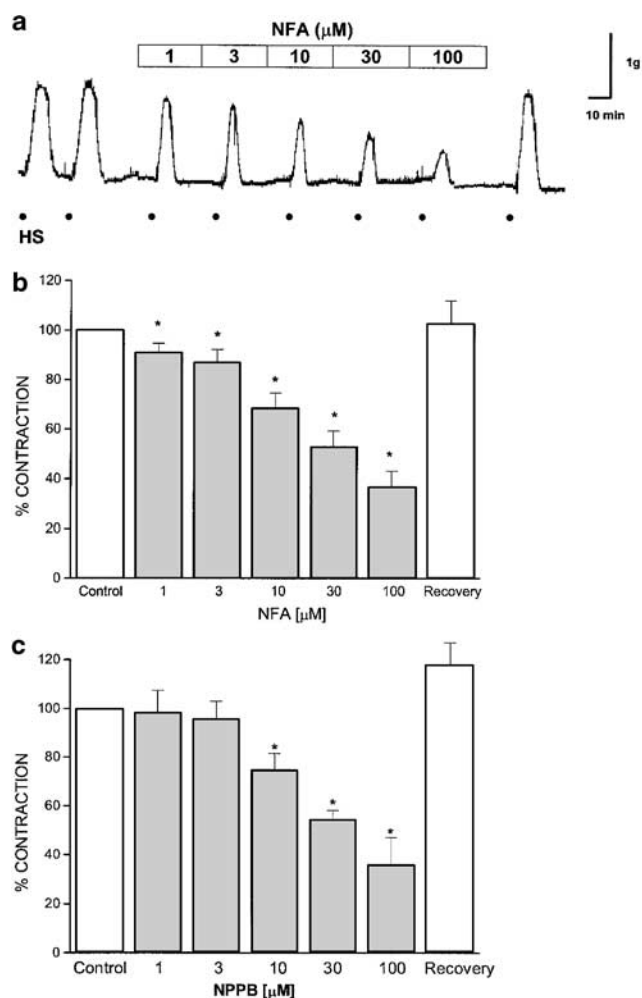 a
NFA (μM)
1 3 10 30 100
1g
10 min
HS
b
120
100
80
60
40
20
0
% CONTRACTION
* * * * *
Control 1 3 10 30 100 Recovery
NFA [μM]
c
120
100
80
60
40
20
0
% CONTRACTION
* * *
Control 1 3 10 30 100 Recovery
NPPB [μM]